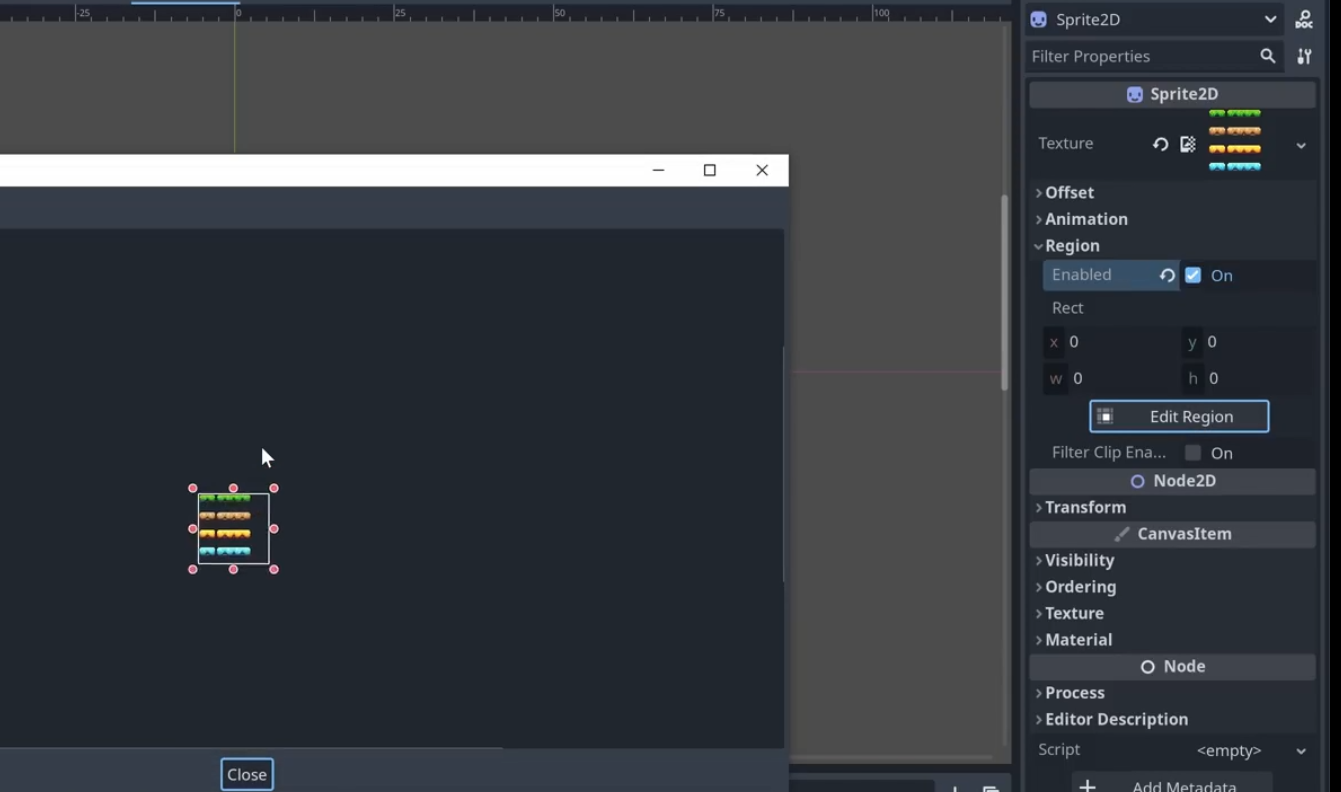 -25 0 25 50 75 100
Sprite2D
Filter Properties
Sprite2D
Texture
Offset
Animation
Region
Enabled On
Rect
x 0 y 0
w 0 h 0
Edit Region
Filter Clip Ena... On
Node2D
Transform
CanvasItem
Visibility
Ordering
Texture
Material
Node
Process
Editor Description
Script <empty>
Add Metadata
Close